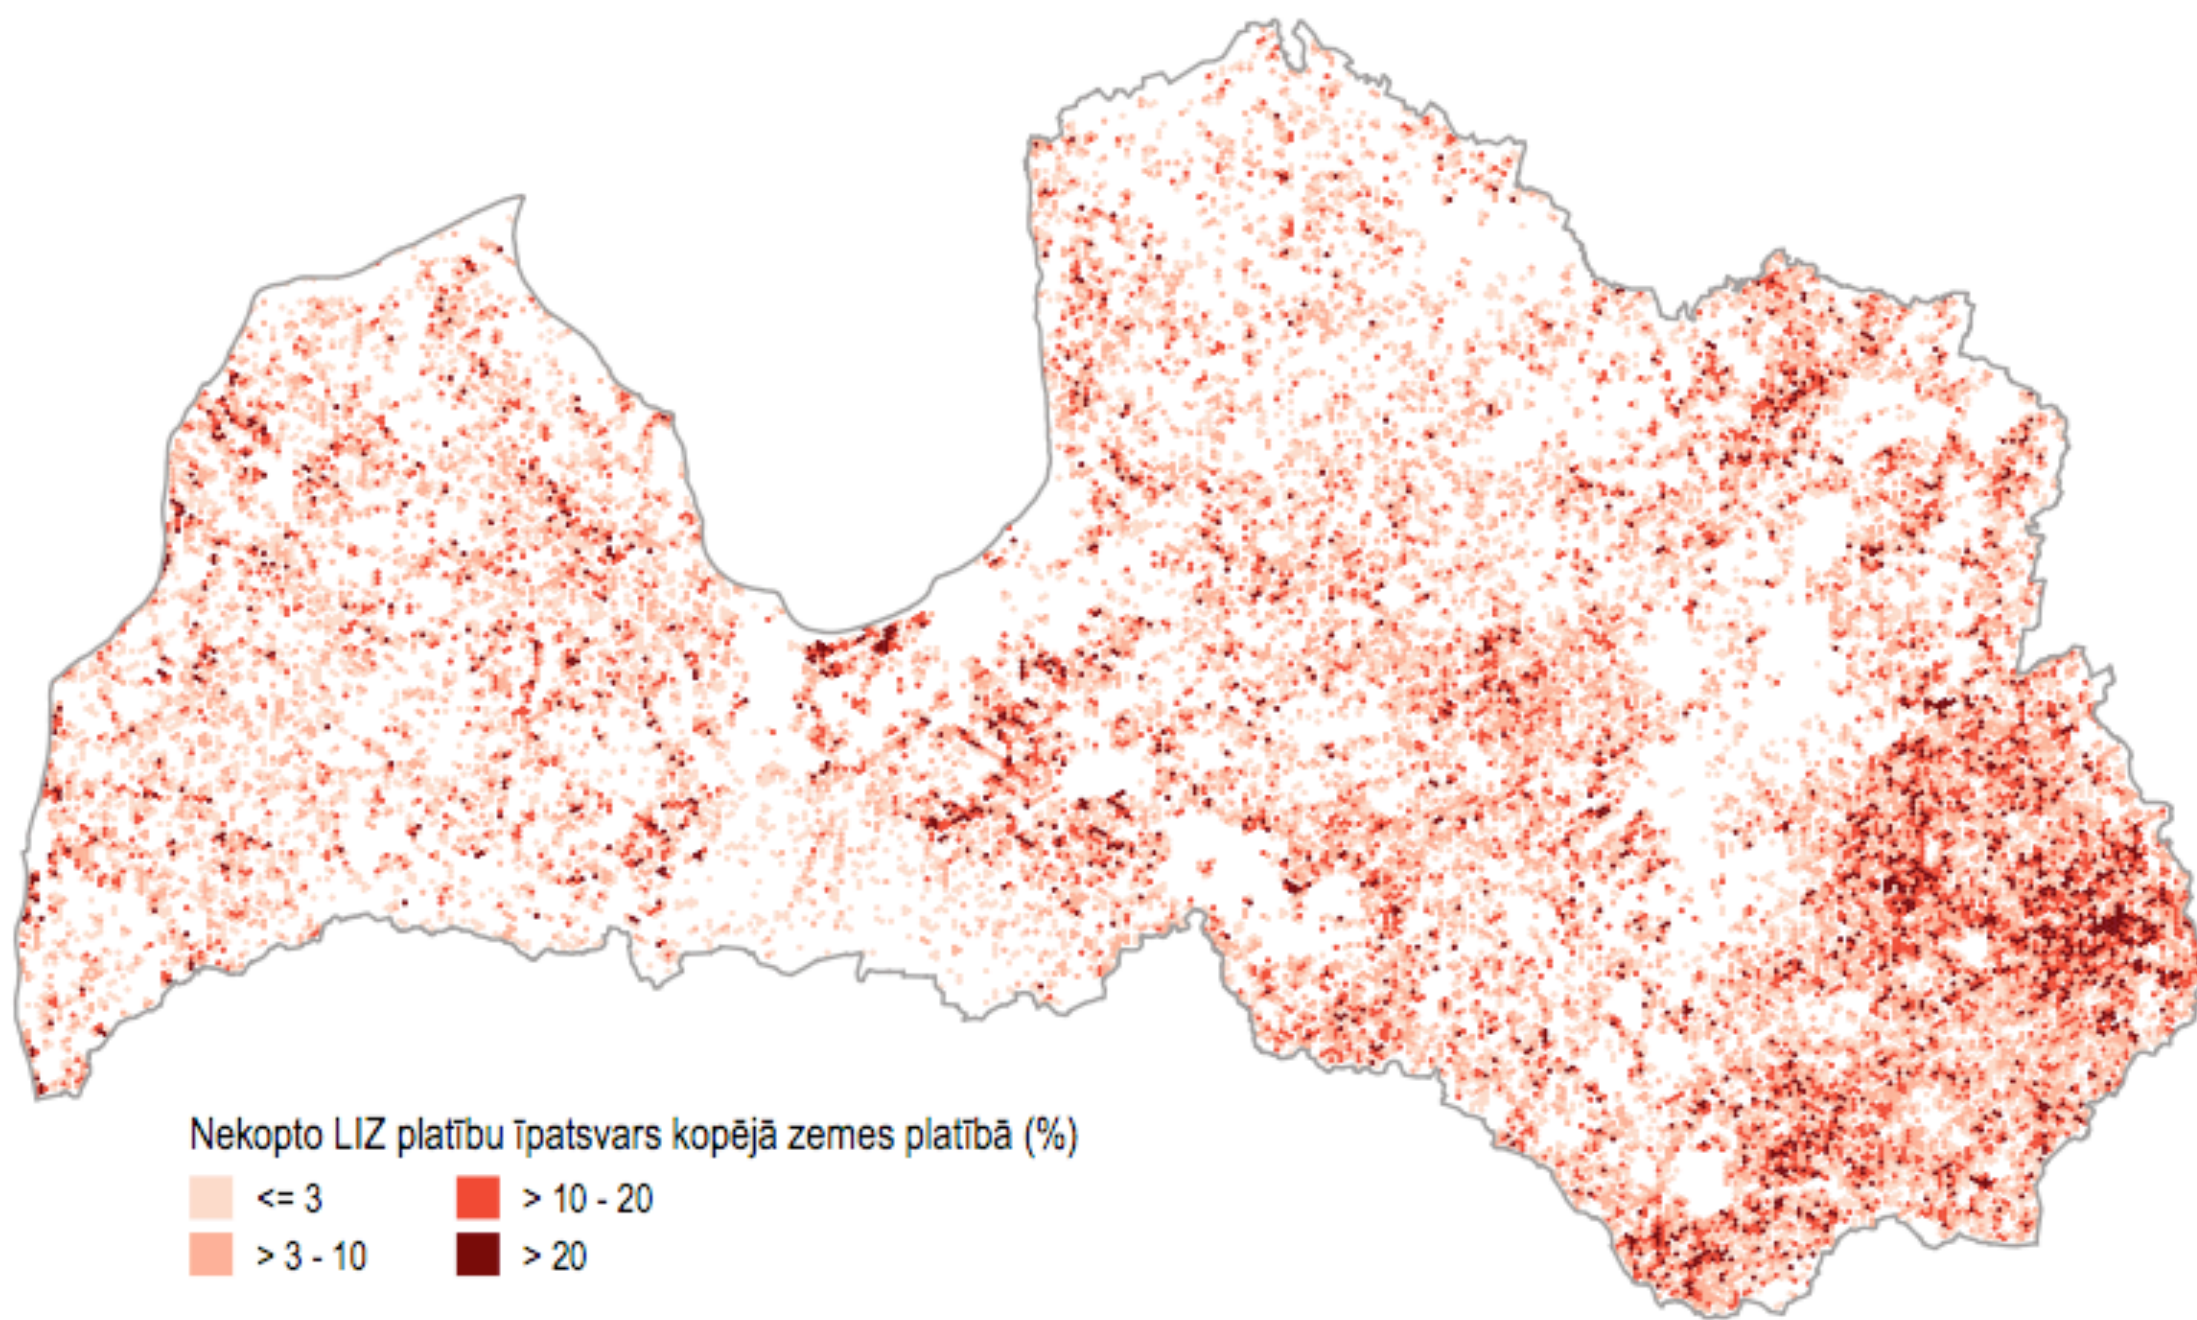 Nekopto LIZ platību īpatsvars kopējā zemes platībā (%)
<= 3
> 10 - 20
> 3 - 10
> 20